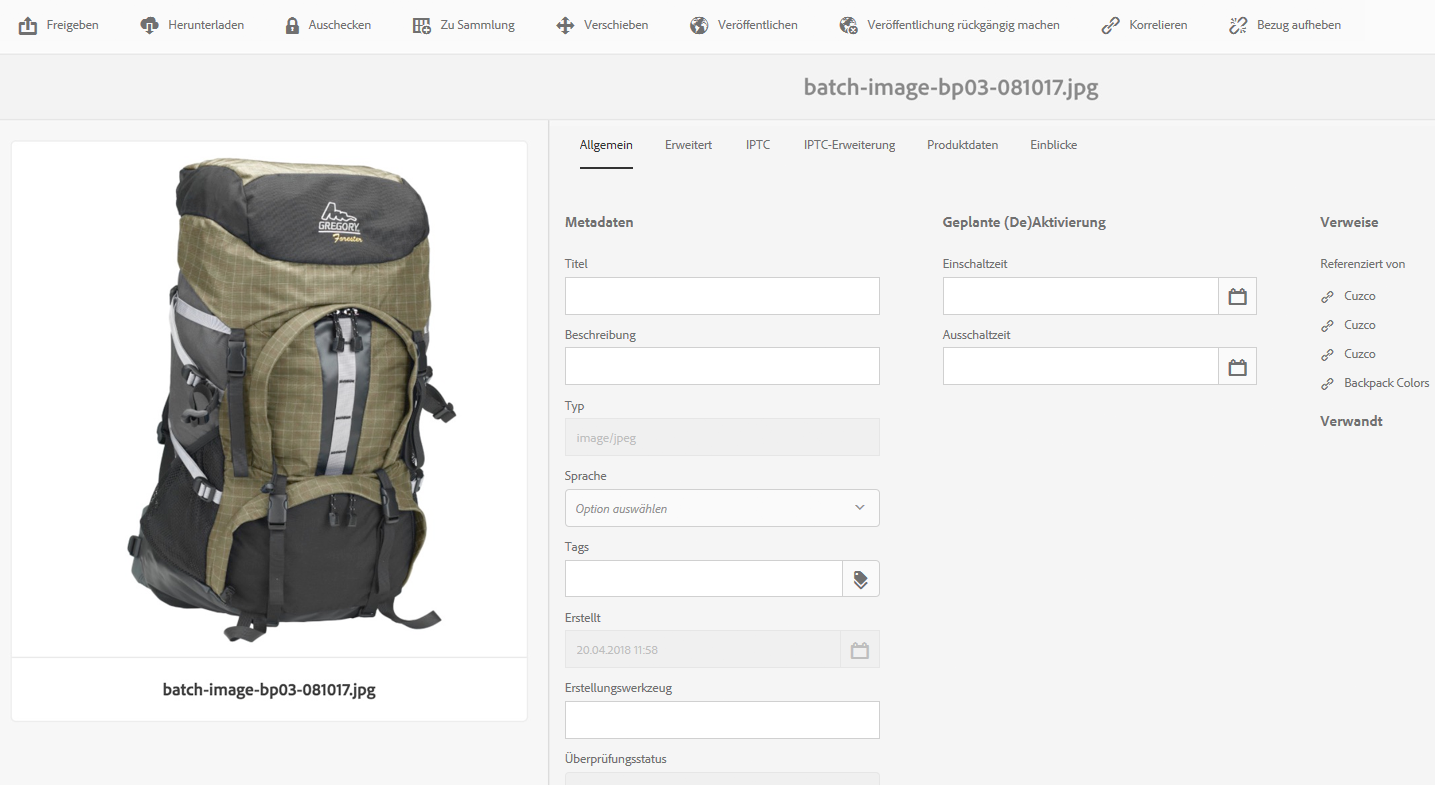 Freigeben Herunterladen Auschecken Zu Sammlung Verschieben Veröffentlichen Veröffentlichung rückgängig machen Korrelieren Bezug aufheben
batch-image-bp03-081017.jpg
GREGORY
Forester
batch-image-bp03-081017.jpg
Allgemein Erweitert IPTC IPTC-Erweiterung Produktdaten Einblicke
Metadaten
Titel
Beschreibung
Typ
image/jpeg
Sprache
Option auswählen
Tags
Erstellt
20.04.2018 11:58
Erstellungswerkzeug
Überprüfungsstatus
Geplante (De)Aktivierung
Einschaltzeit
Ausschaltzeit
Verweise
Referenziert von
Cuzco
Cuzco
Cuzco
Backpack Colors
Verwandt